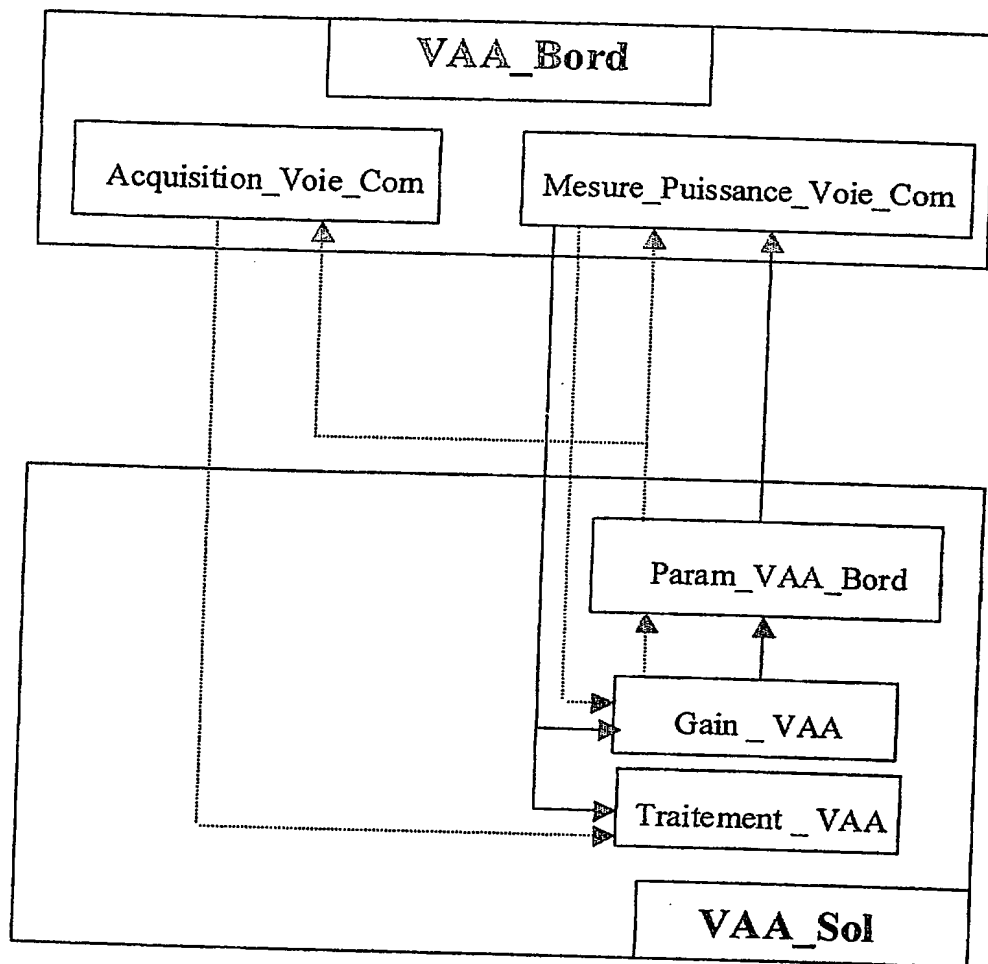 VAA_Bord
Acquisition_Voie_Com
Mesure_Puissance_Voie_Com
Param_VAA_Bord
Gain _ VAA
Traitement _ VAA
VAA_Sol